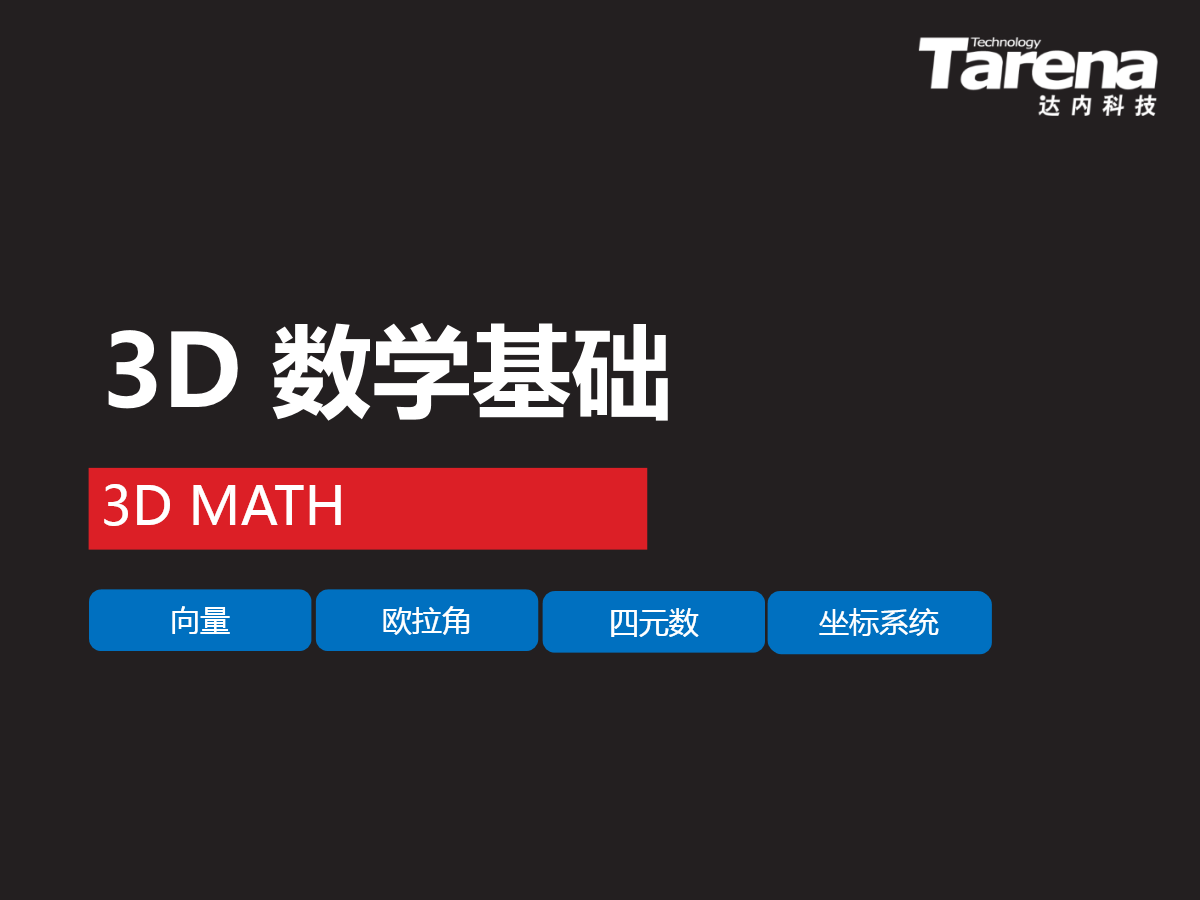 Technology
Tarena
达内科技
3D 数学基础
3D MATH
向量
欧拉角
四元数
坐标系统